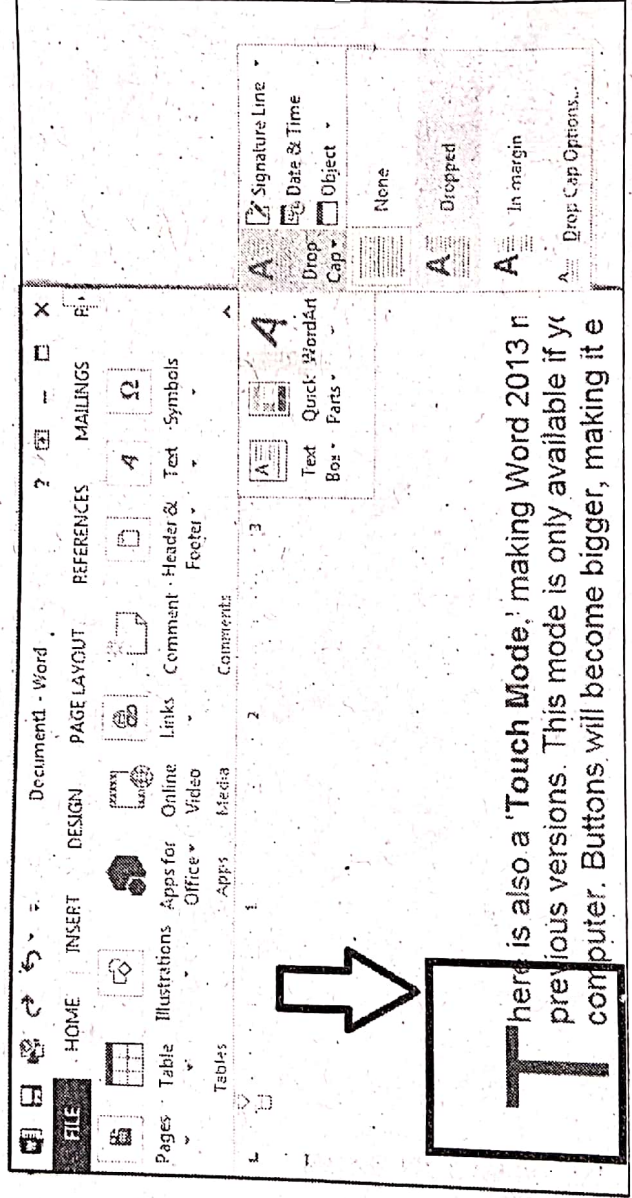 Document1 - Word
?
FILE HOME INSERT DESIGN PAGE LAYOUT REFERENCES MAILINGS
Pages
Table
Illustrations
Apps for Office
Online Video
Links
Comment
Header & Footer
Text
Symbols
Ω
Tables
Apps
Media
Comments
1 2 3
Text Box
Quick Parts
WordArt
Drop Cap
Signature Line
Date & Time
Object
None
Dropped
In margin
Drop Cap Options...
There is also a 'Touch Mode,' making Word 2013
previous versions. This mode is only available if
computer. Buttons will become bigger, making it